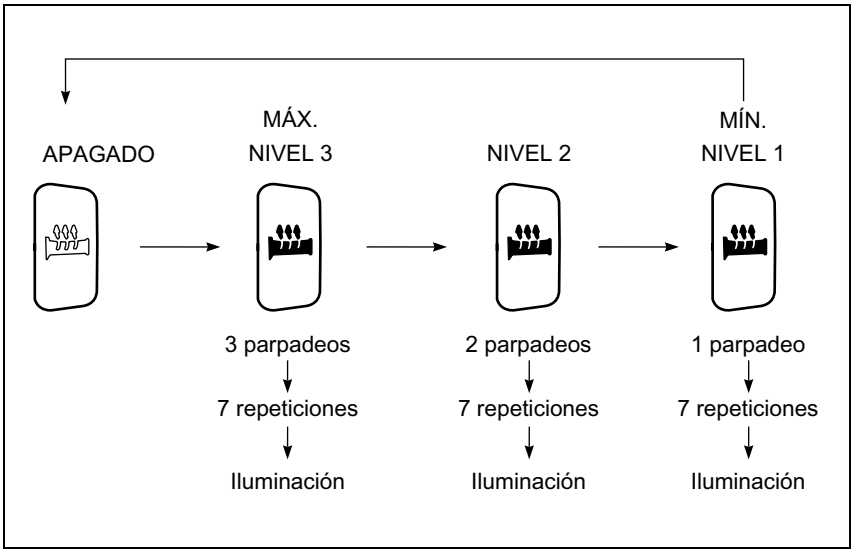 APAGADO
MÁX.
NIVEL 3
NIVEL 2
MÍN.
NIVEL 1
3 parpadeos
2 parpadeos
1 parpadeo
7 repeticiones
7 repeticiones
7 repeticiones
Iluminación
Iluminación
Iluminación